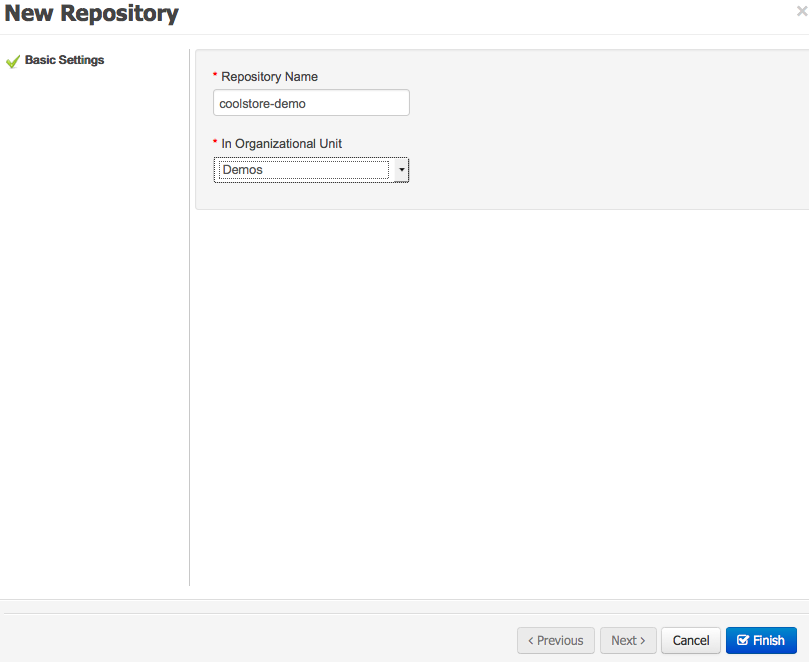 New Repository
×
Basic Settings
* Repository Name
coolstore-demo
* In Organizational Unit
Demos
‹ Previous
Next ›
Cancel
Finish